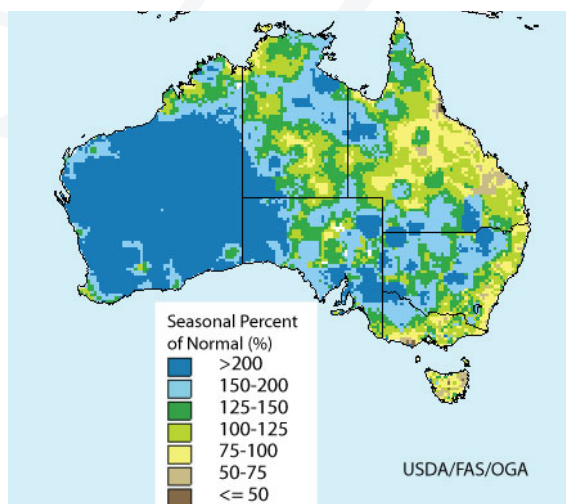 Seasonal Percent
of Normal (%)
>200
150-200
125-150
100-125
75-100
50-75
<= 50
USDA/FAS/OGA